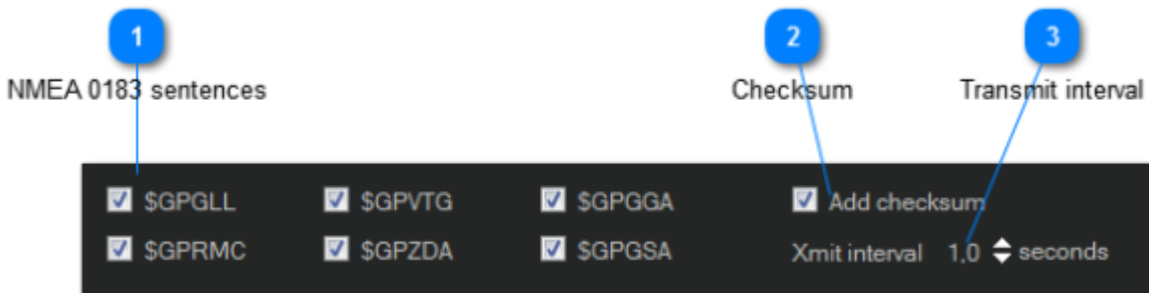 1 2 3
NMEA 0183 sentences Checksum Transmit interval
$GPGLL $GPVTG $GPGGA Add checksum
$GPRMC $GPZDA $GPGSA Xmit interval 1,0 seconds